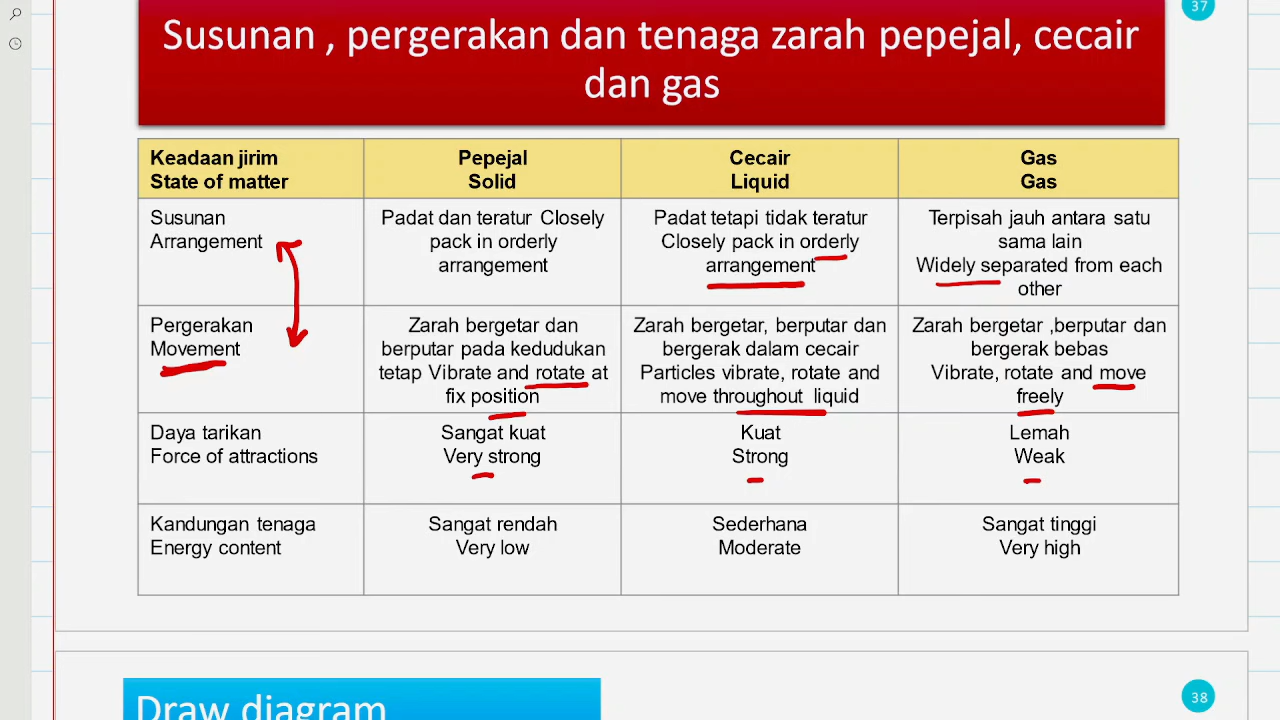 37
Susunan , pergerakan dan tenaga zarah pepejal, cecair
dan gas
Keadaan jirim
State of matter
Pepejal
Solid
Cecair
Liquid
Gas
Gas
Susunan
Arrangement
Padat dan teratur Closely
pack in orderly
arrangement
Padat tetapi tidak teratur
Closely pack in orderly
arrangement
Terpisah jauh antara satu
sama lain
Widely separated from each
other
Pergerakan
Movement
Zarah bergetar dan
berputar pada kedudukan
tetap Vibrate and rotate at
fix position
Zarah bergetar, berputar dan
bergerak dalam cecair
Particles vibrate, rotate and
move throughout liquid
Zarah bergetar ,berputar dan
bergerak bebas
Vibrate, rotate and move
freely
Daya tarikan
Force of attractions
Sangat kuat
Very strong
Kuat
Strong
Lemah
Weak
Kandungan tenaga
Energy content
Sangat rendah
Very low
Sederhana
Moderate
Sangat tinggi
Very high
Draw diagram
38